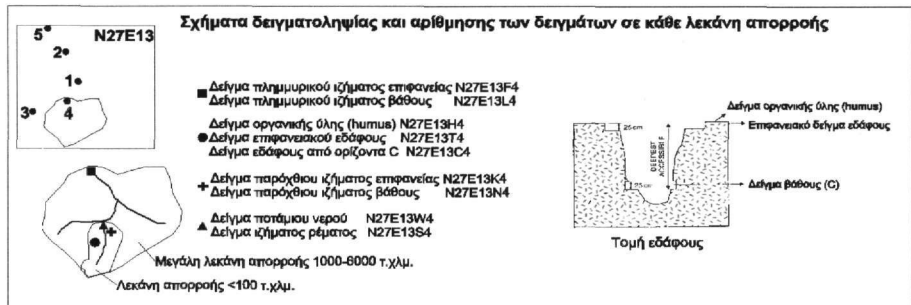 Σχήματα δειγματοληψίας και αρίθμησης των δειγμάτων σε κάθε λεκάνη απορροής
N27E13
5
2
1
3
4
Δείγμα πλημμυρικού ιζήματος επιφανείας N27E13F4
Δείγμα πλημμυρικού ιζήματος βάθους N27E13L4
Δείγμα οργανικής ύλης (humus) N27E13H4
Δείγμα επιφανειακού εδάφους N27E13T4
Δείγμα εδάφους από ορίζοντα C N27E13C4
Δείγμα παρόχθιου ιζήματος επιφανείας N27E13K4
Δείγμα παρόχθιου ιζήματος βάθους N27E13N4
Δείγμα ποτάμιου νερού N27E13W4
Δείγμα ιζήματος ρέματος N27E13S4
Μεγάλη λεκάνη απορροής 1000-6000 τ.χλμ.
Λεκάνη απορροής <100 τ.χλμ.
Δείγμα οργανικής ύλης (humus)
Επιφανειακό δείγμα εδάφους
25 cm
DEEPEST
ACCESSIBLE
25 cm
Δείγμα βάθους (C)
Τομή εδάφους